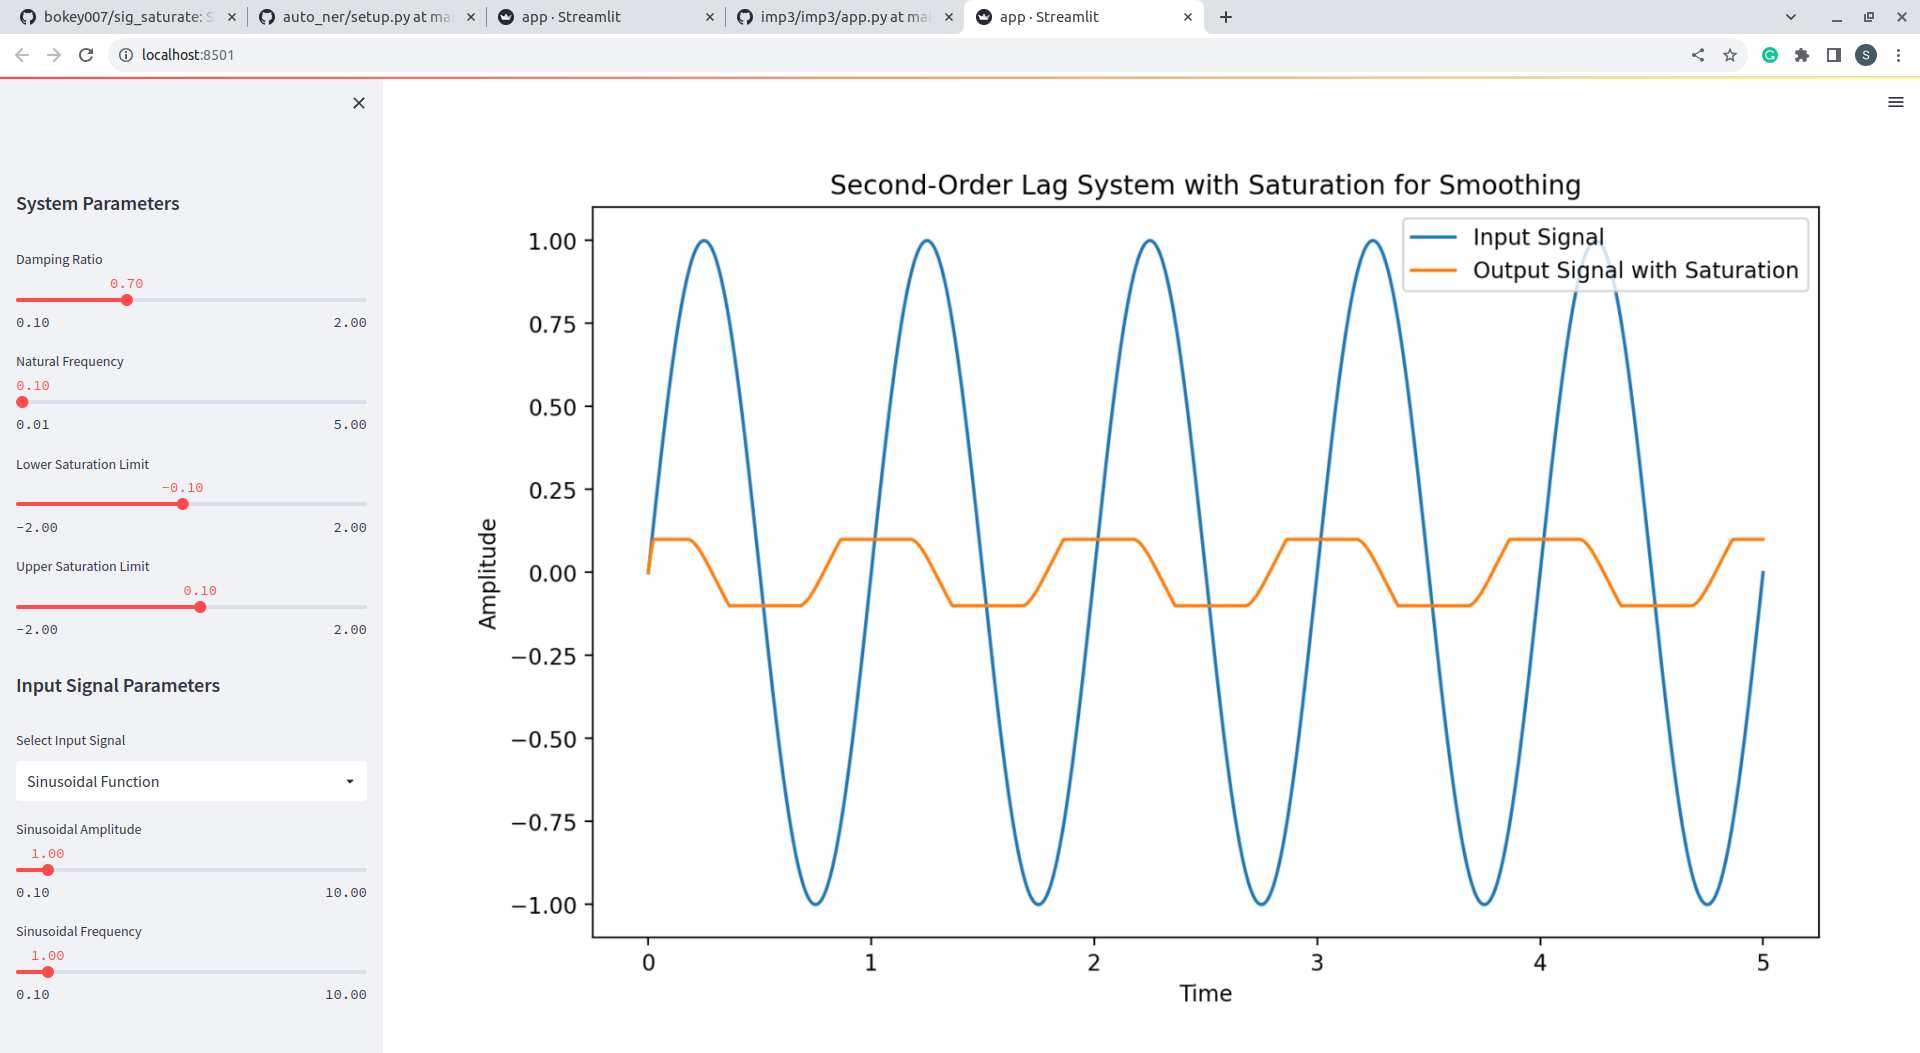 bokey007/sig_saturate: S
auto_ner/setup.py at mai
app · Streamlit
imp3/imp3/app.py at mai
app · Streamlit
localhost:8501
S
System Parameters
Damping Ratio
0.70
0.10 2.00
Natural Frequency
0.10
0.01 5.00
Lower Saturation Limit
-0.10
-2.00 2.00
Upper Saturation Limit
0.10
-2.00 2.00
Input Signal Parameters
Select Input Signal
Sinusoidal Function
Sinusoidal Amplitude
1.00
0.10 10.00
Sinusoidal Frequency
1.00
0.10 10.00
Second-Order Lag System with Saturation for Smoothing
Input Signal
Output Signal with Saturation
1.00
0.75
0.50
0.25
0.00
−0.25
−0.50
−0.75
−1.00
Amplitude
0 1 2 3 4 5
Time